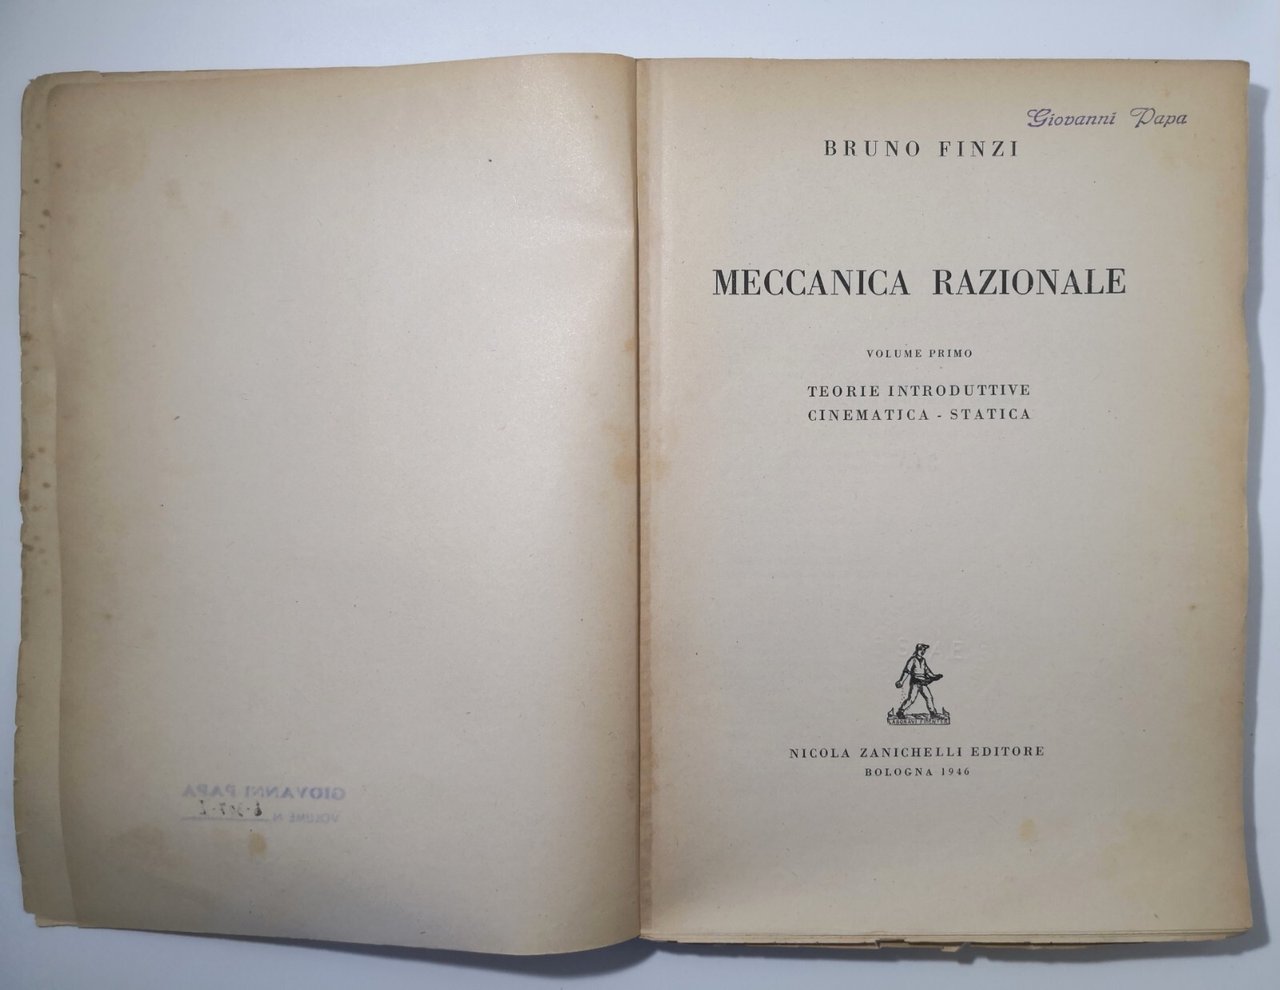 GIOVANNI PAPA
VOLUME N.
Giovanni Papa
BRUNO FINZI
MECCANICA RAZIONALE
VOLUME PRIMO
TEORIE INTRODUTTIVE
CINEMATICA - STATICA
NICOLA ZANICHELLI EDITORE
BOLOGNA 1946